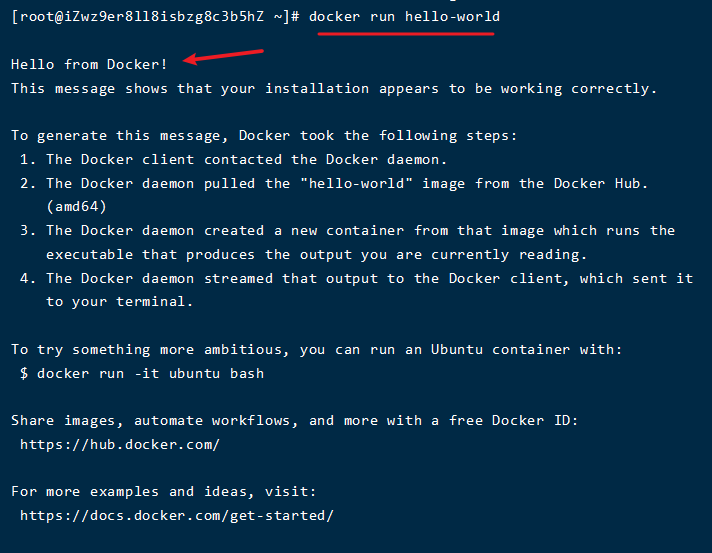 [root@iZwz9er8ll8isbzg8c3b5hZ ~]# docker run hello-world
Hello from Docker!
This message shows that your installation appears to be working correctly.
To generate this message, Docker took the following steps:
1. The Docker client contacted the Docker daemon.
2. The Docker daemon pulled the "hello-world" image from the Docker Hub.
(amd64)
3. The Docker daemon created a new container from that image which runs the
executable that produces the output you are currently reading.
4. The Docker daemon streamed that output to the Docker client, which sent it
to your terminal.
To try something more ambitious, you can run an Ubuntu container with:
$ docker run -it ubuntu bash
Share images, automate workflows, and more with a free Docker ID:
https://hub.docker.com/
For more examples and ideas, visit:
https://docs.docker.com/get-started/